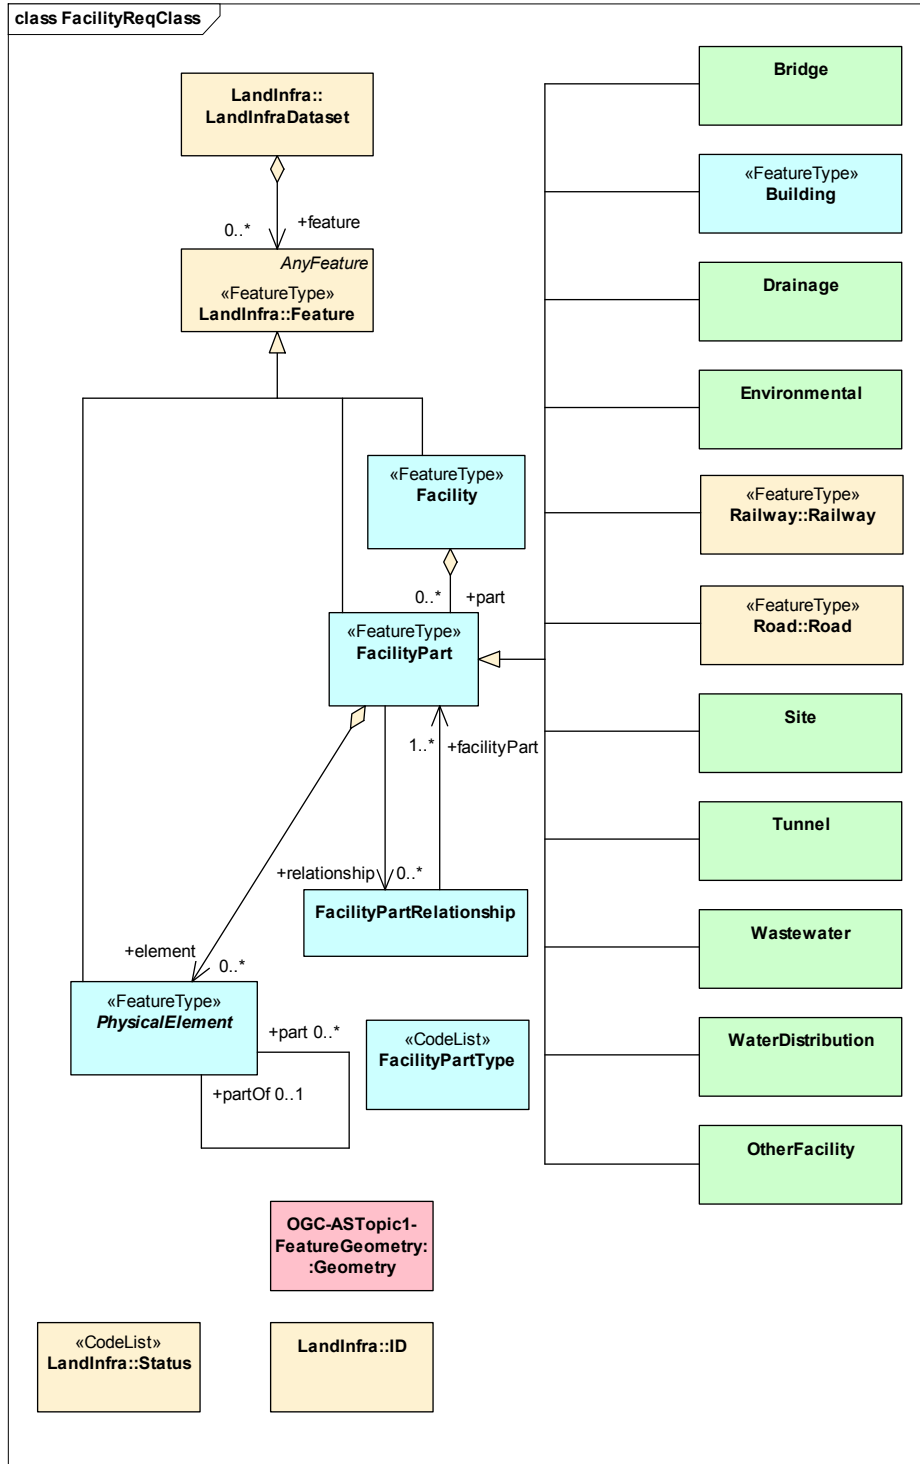 class FacilityReqClass
LandInfra::
LandInfraDataset
0..*
+feature
AnyFeature
«FeatureType»
LandInfra::Feature
«FeatureType»
Facility
0..*
+part
«FeatureType»
FacilityPart
1..*
+facilityPart
+relationship
0..*
FacilityPartRelationship
+element
0..*
«FeatureType»
PhysicalElement
+part 0..*
+partOf 0..1
«CodeList»
FacilityPartType
OGC-ASTopic1-
FeatureGeometry:
:Geometry
«CodeList»
LandInfra::Status
LandInfra::ID
Bridge
«FeatureType»
Building
Drainage
Environmental
«FeatureType»
Railway::Railway
«FeatureType»
Road::Road
Site
Tunnel
Wastewater
WaterDistribution
OtherFacility